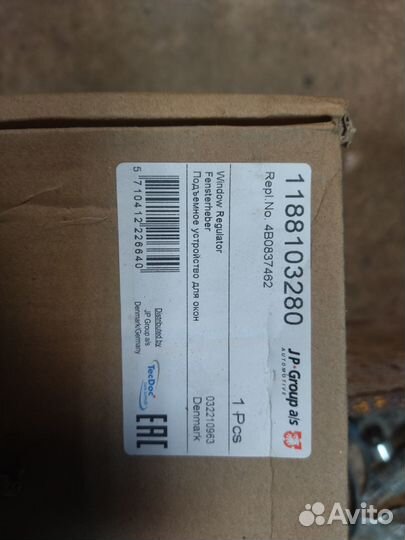 1188103280
JP-Group a/s
AUTOMOTIVE
Repl.No. 4B0837462
1 Pcs
Window Regulator
Fensterheber
Подъемное устройство для окон
032210963
Denmark
5 710412 226640
Distributed by
JP Group a/s
Denmark/Germany
TecDoc
EAC
Avito